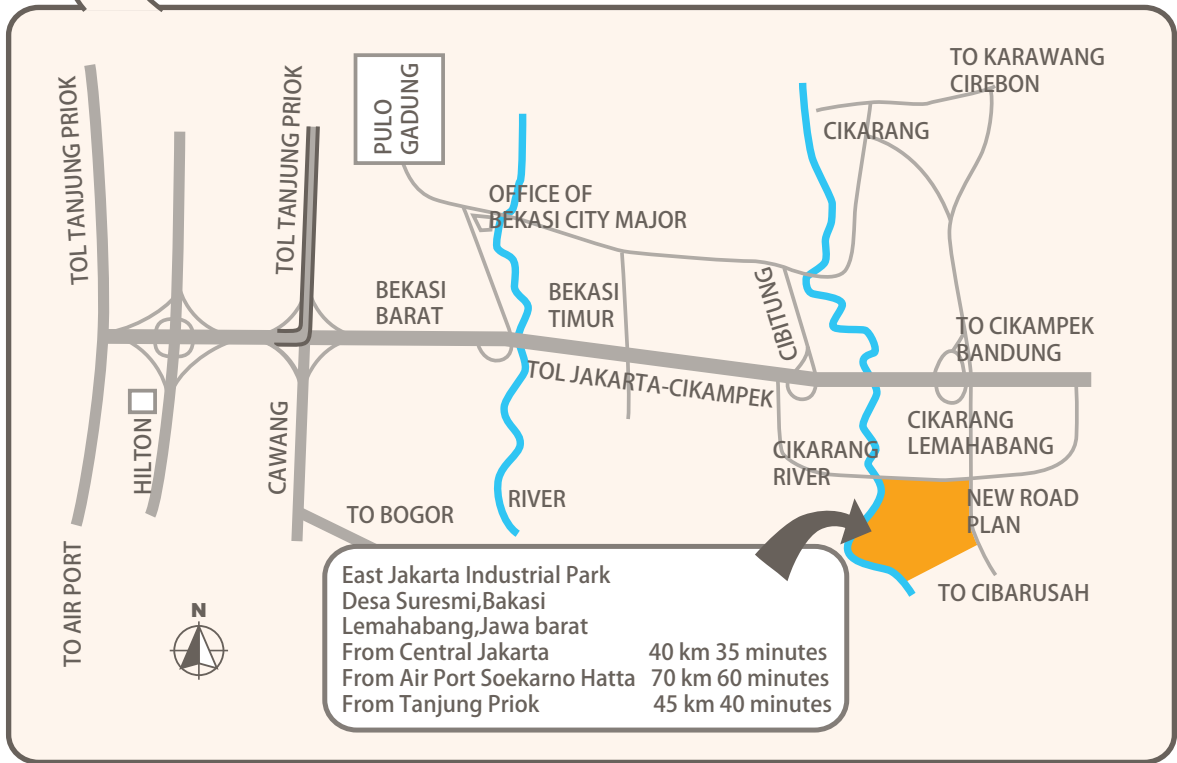 TO KARAWANG
CIREBON
TOL TANJUNG PRIOK
TOL TANJUNG PRIOK
PULO
GADUNG
CIKARANG
OFFICE OF
BEKASI CITY MAJOR
BEKASI
BARAT
BEKASI
TIMUR
CIBITUNG
TO CIKAMPEK
BANDUNG
TOL JAKARTA-CIKAMPEK
HILTON
CAWANG
CIKARANG
LEMAHABANG
CIKARANG
RIVER
RIVER
NEW ROAD
PLAN
TO BOGOR
TO AIR PORT
TO CIBARUSAH
N
East Jakarta Industrial Park
Desa Suresmi,Bakasi
Lemahabang,Jawa barat
From Central Jakarta 40 km 35 minutes
From Air Port Soekarno Hatta 70 km 60 minutes
From Tanjung Priok 45 km 40 minutes